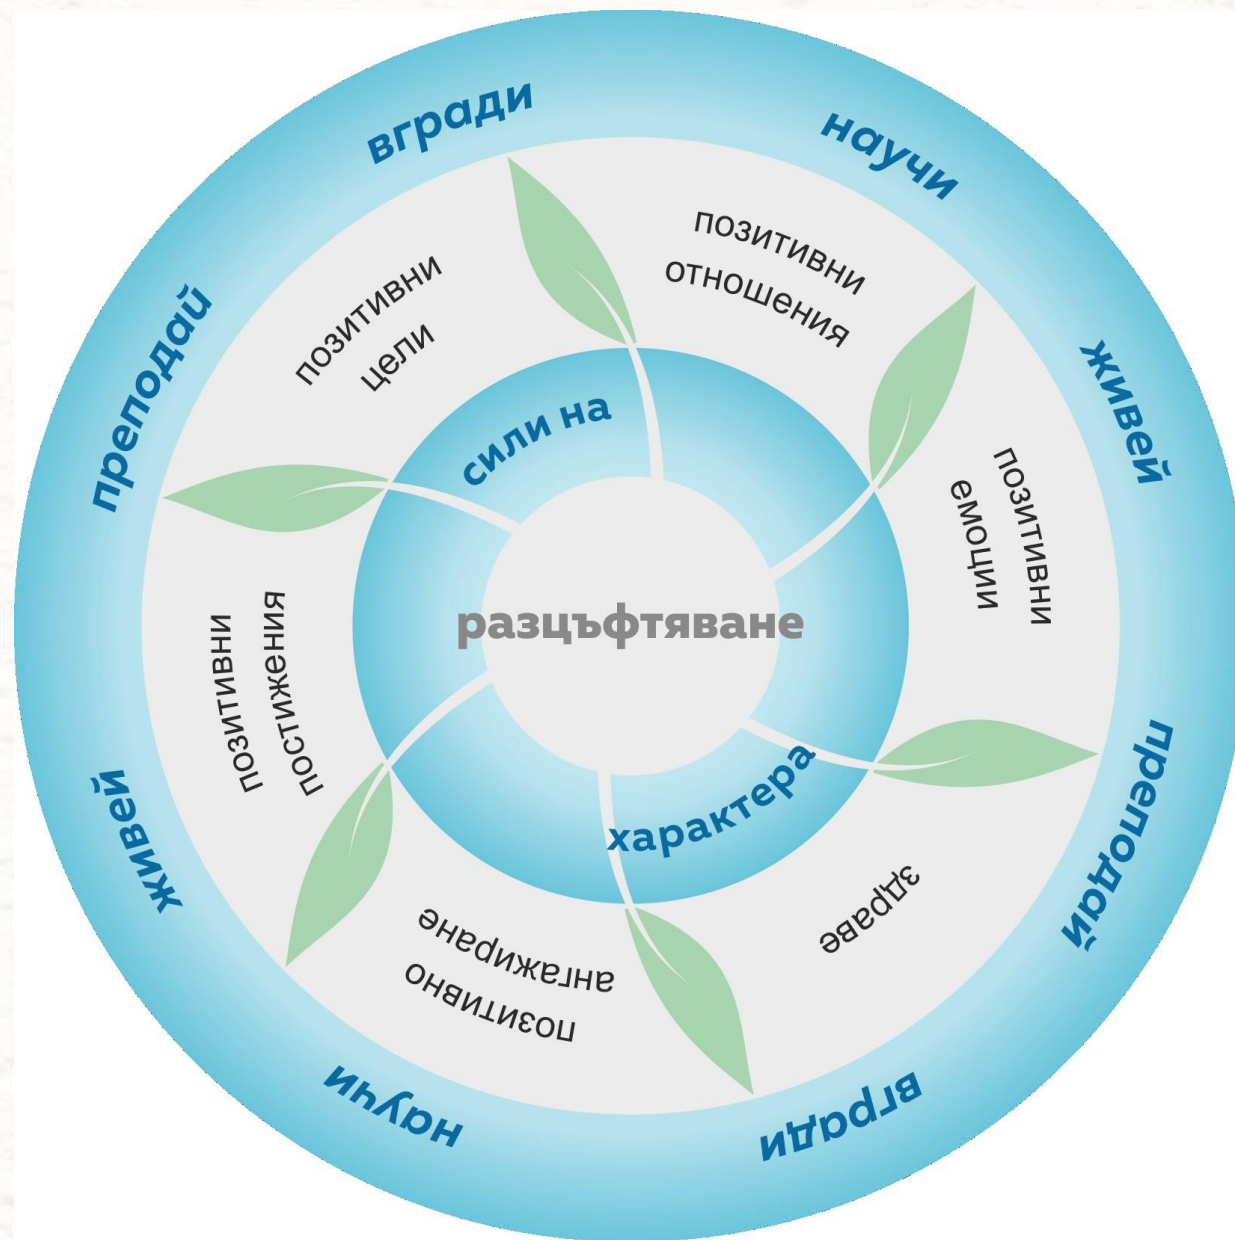 вгради
научи
живей
преподай
вгради
научи
живей
преподай
позитивни
отношения
позитивни
емоции
здраве
позитивно
ангажиране
позитивни
постижения
позитивни
цели
сили на
характера
разцъфтяване